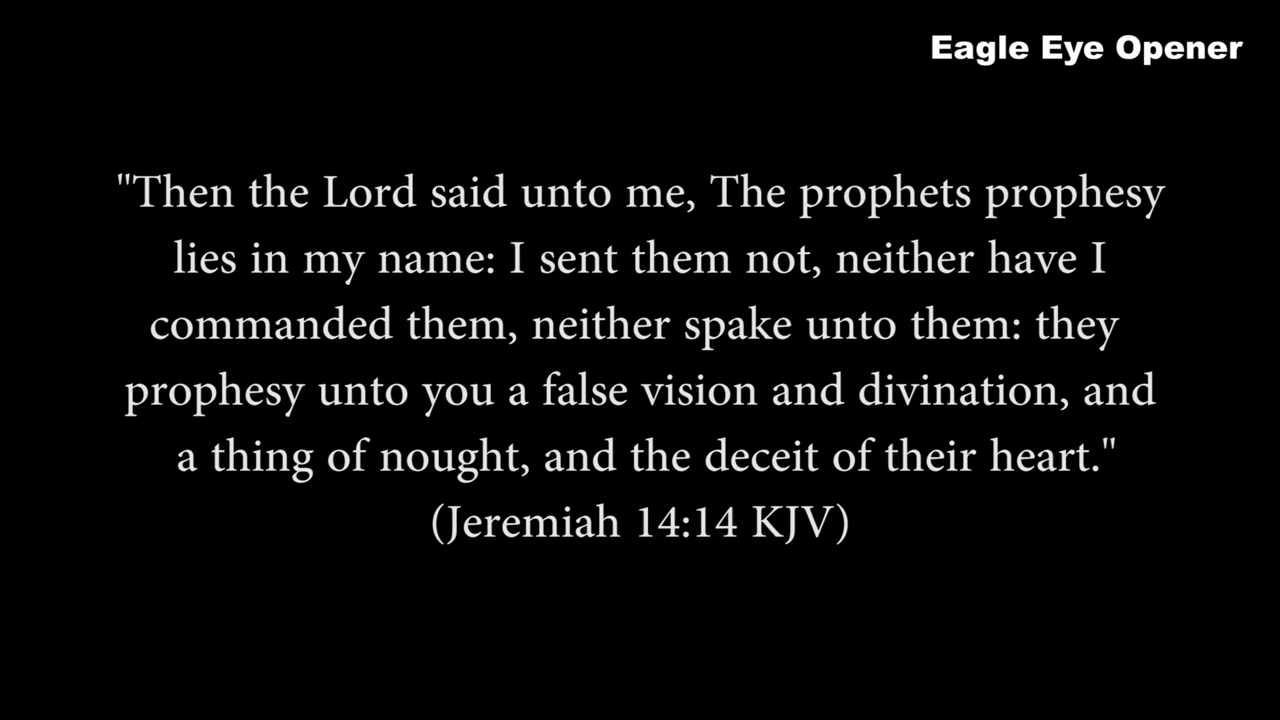 Eagle Eye Opener
"Then the Lord said unto me, The prophets prophesy
lies in my name: I sent them not, neither have I
commanded them, neither spake unto them: they
prophesy unto you a false vision and divination, and
a thing of nought, and the deceit of their heart."
(Jeremiah 14:14 KJV)